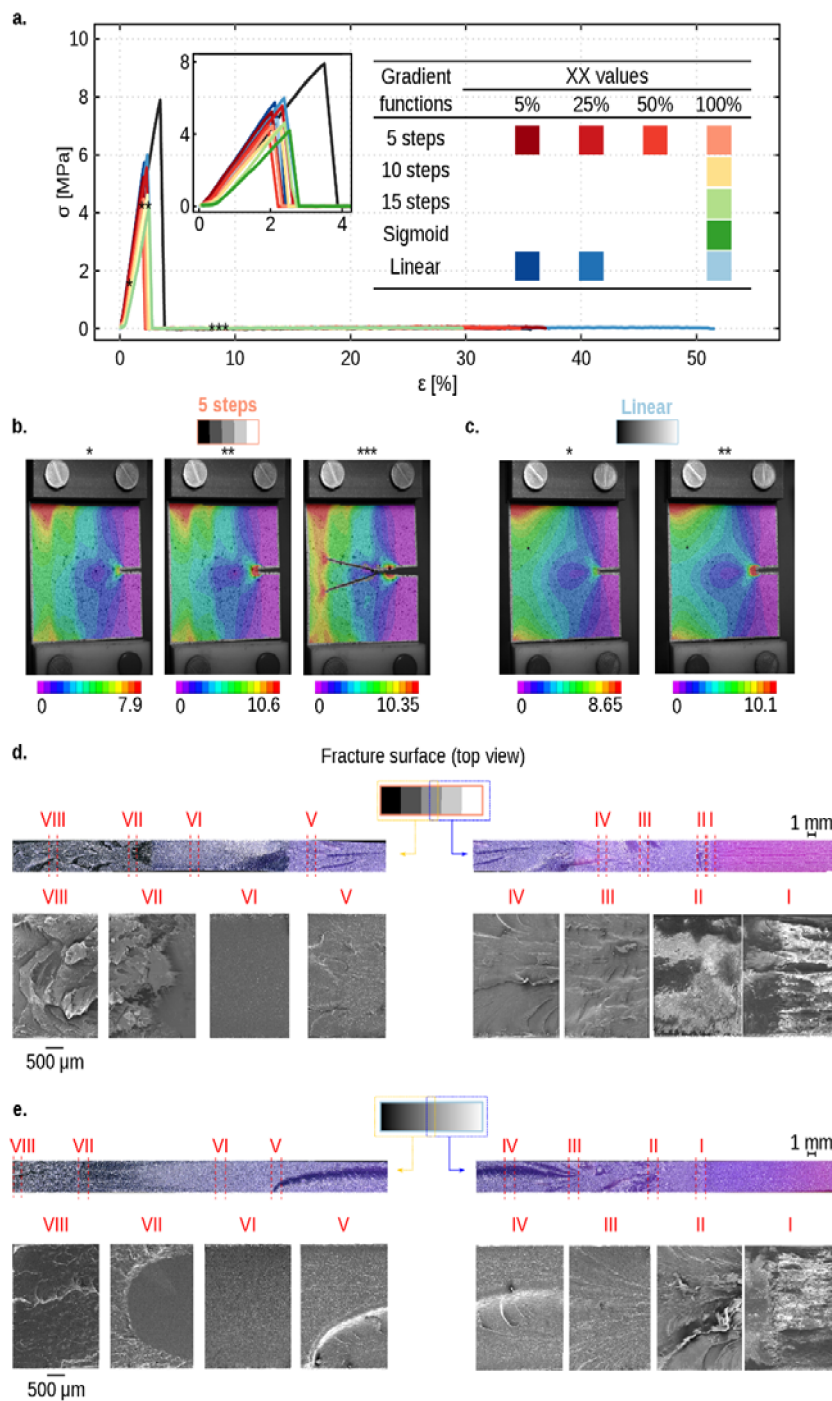 a.
10
8
6
4
2
0
σ [MPa]
0 10 20 30 40 50
ε [%]
8
4
0
0 2 4
*
**
***
Gradient functions XX values
5% 25% 50% 100%
5 steps
10 steps
15 steps
Sigmoid
Linear
b.
5 steps
* ** ***
0 7.9 0 10.6 0 10.35
c.
Linear
* **
0 8.65 0 10.1
d.
Fracture surface (top view)
VIII VII VI V IV III II I
1 mm
VIII VII VI V IV III II I
500 μm
e.
VIII VII VI V IV III II I
1 mm
VIII VII VI V IV III II I
500 μm